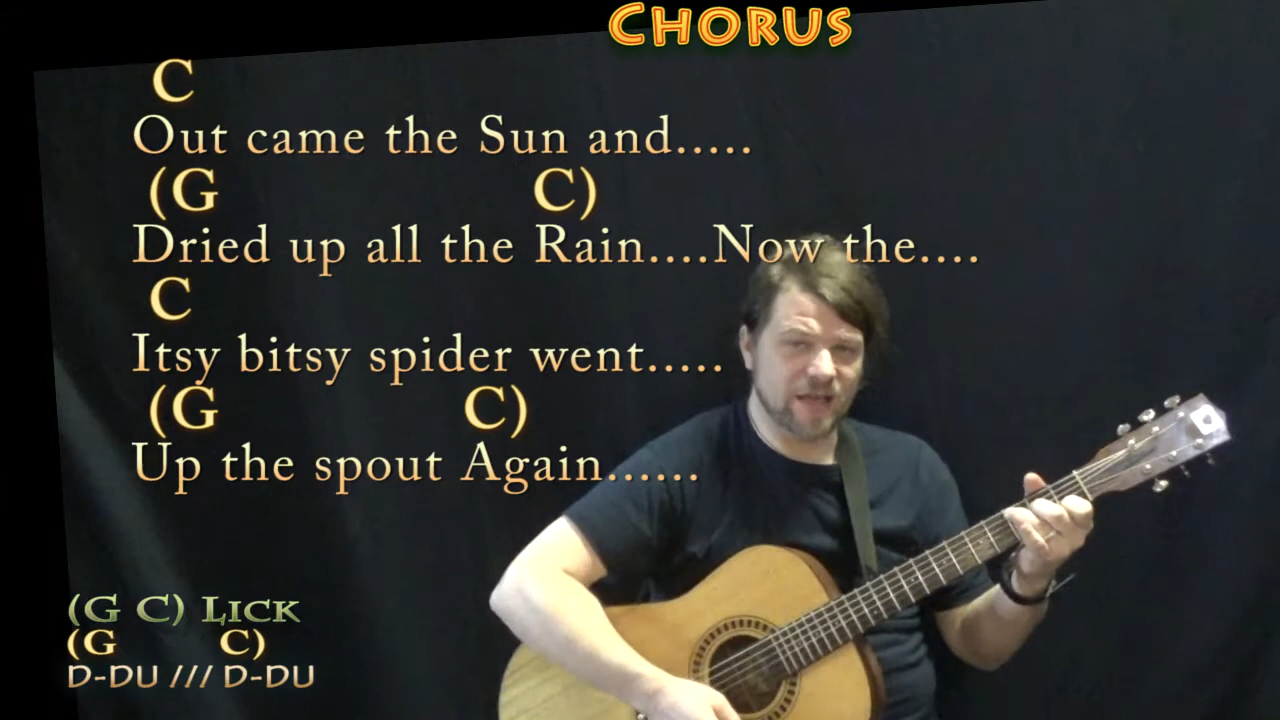 CHORUS
C
Out came the Sun and.....
(G C)
Dried up all the Rain....Now the....
C
Itsy bitsy spider went.....
(G C)
Up the spout Again......
(G C) LICK
(G C)
D-DU /// D-DU